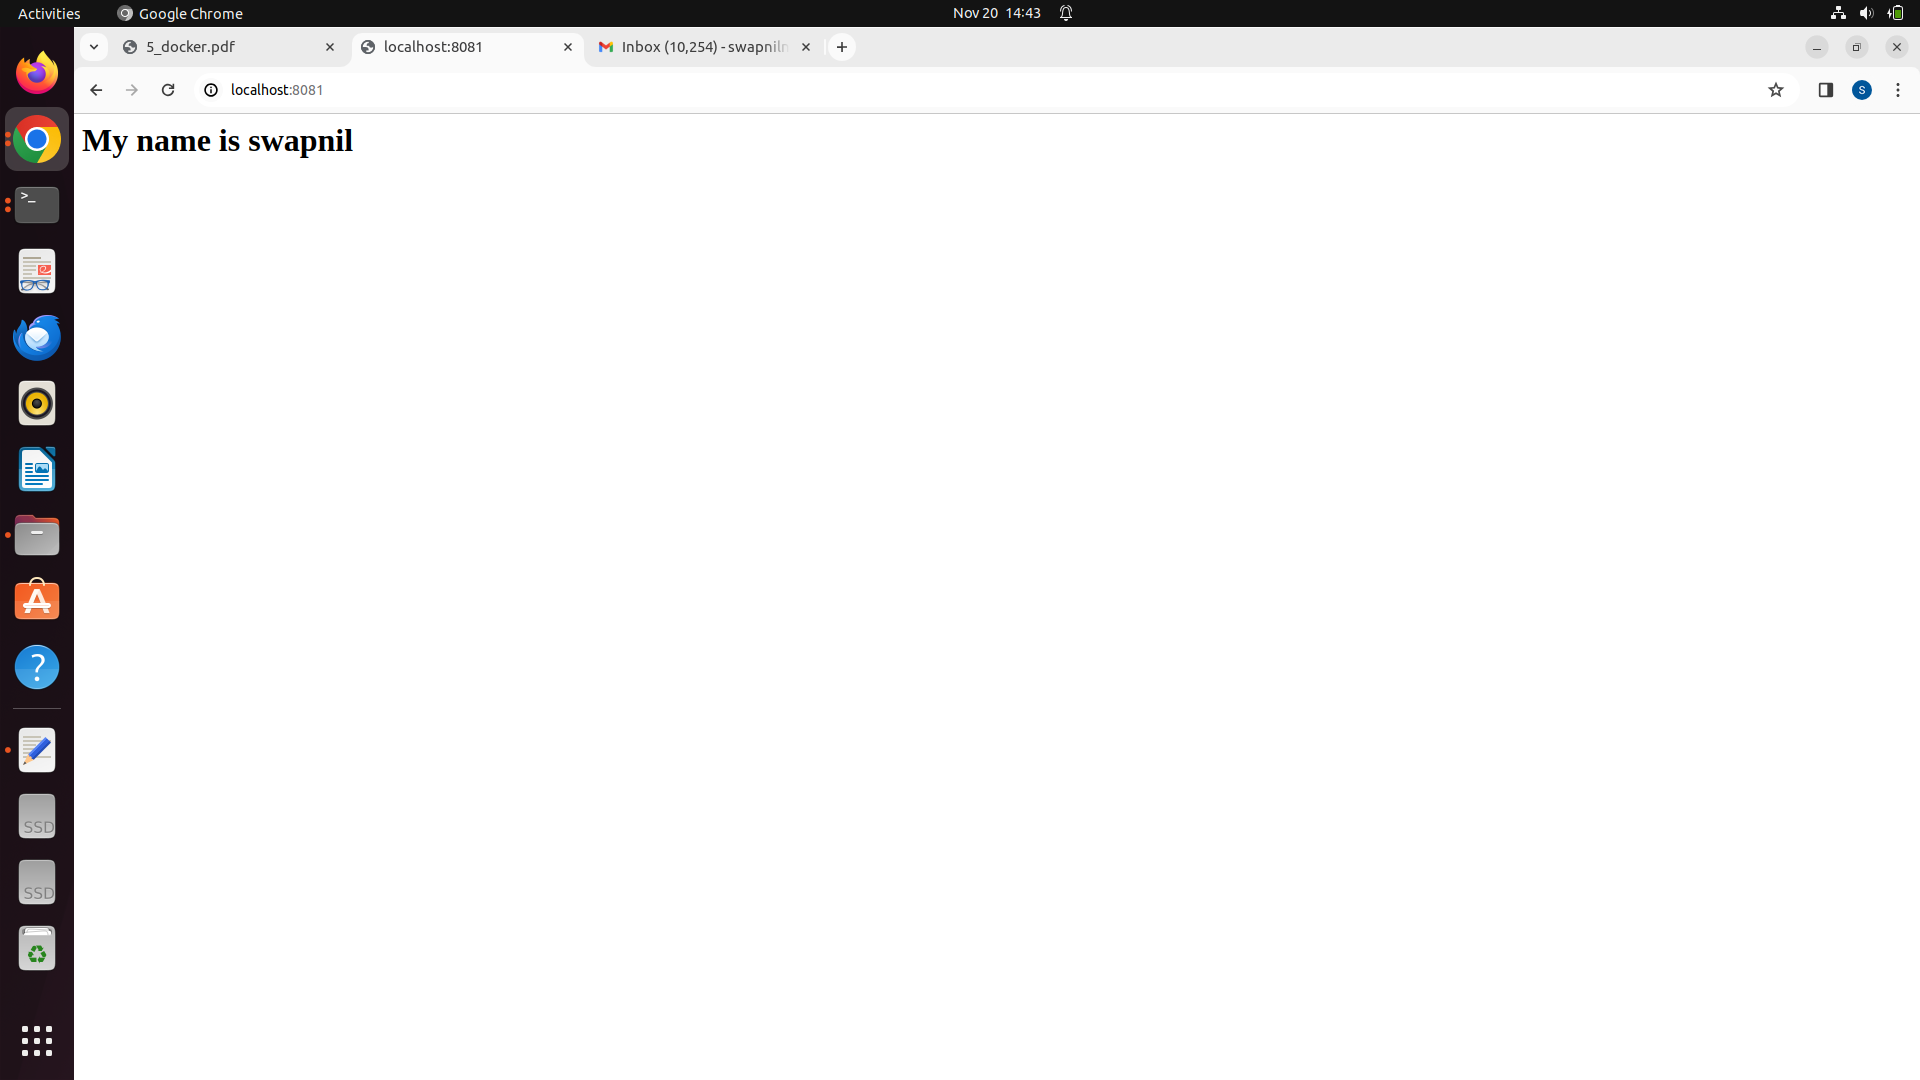 Activities
Google Chrome
Nov 20 14:43
5_docker.pdf
localhost:8081
Inbox (10,254) - swapniln
localhost:8081
S
My name is swapnil
>_
?
SSD
SSD